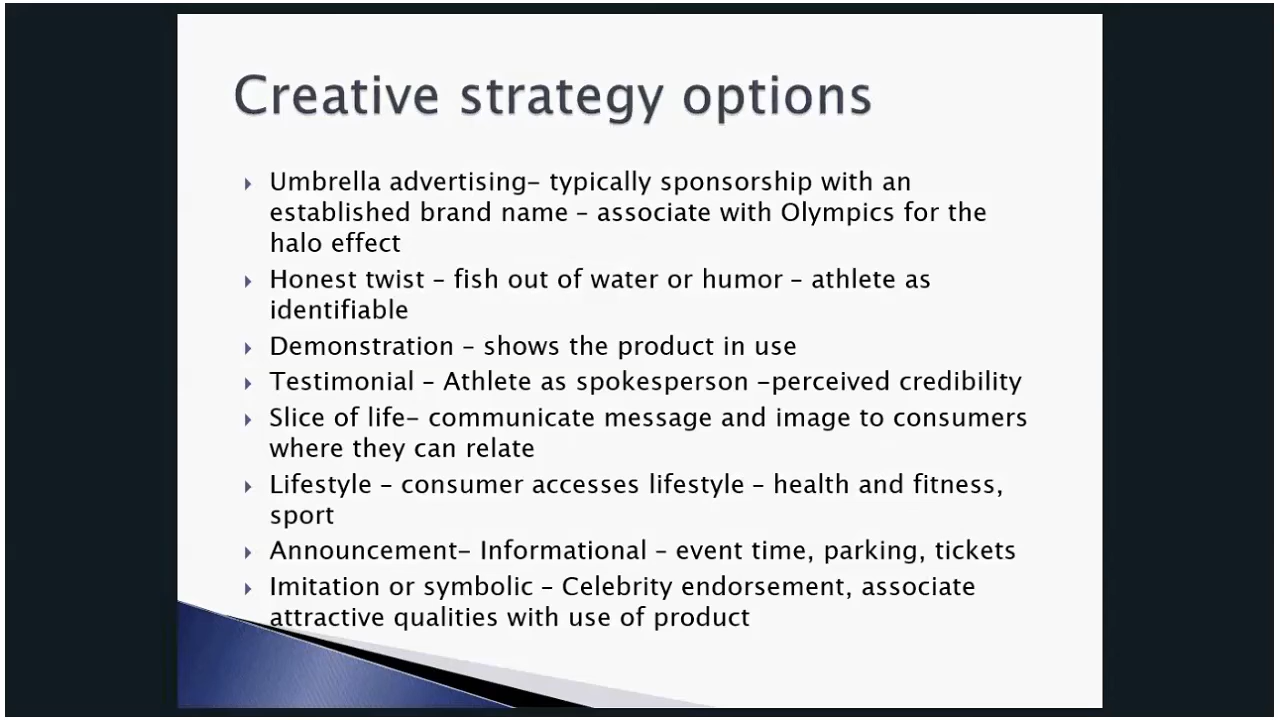 Creative strategy options
Umbrella advertising– typically sponsorship with an
established brand name – associate with Olympics for the
halo effect
Honest twist – fish out of water or humor – athlete as
identifiable
Demonstration – shows the product in use
Testimonial – Athlete as spokesperson –perceived credibility
Slice of life– communicate message and image to consumers
where they can relate
Lifestyle – consumer accesses lifestyle – health and fitness,
sport
Announcement– Informational – event time, parking, tickets
Imitation or symbolic – Celebrity endorsement, associate
attractive qualities with use of product